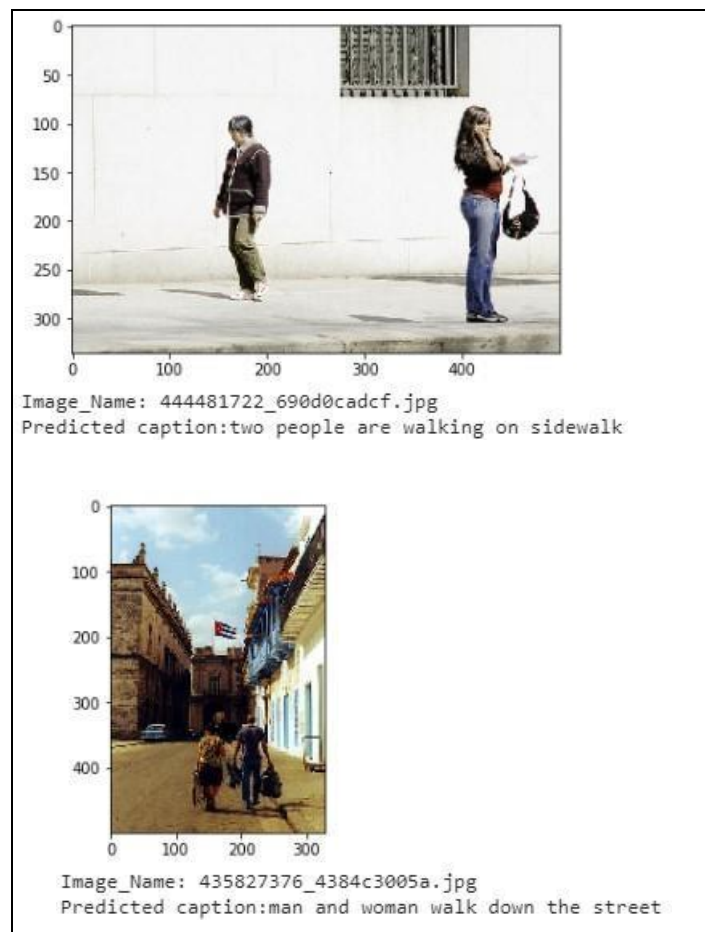 0
50
100
150
200
250
300
0 100 200 300 400
Image_Name: 444481722_690d0cadcf.jpg
Predicted caption:two people are walking on sidewalk
0
100
200
300
400
0 100 200 300
Image_Name: 435827376_4384c3005a.jpg
Predicted caption:man and woman walk down the street